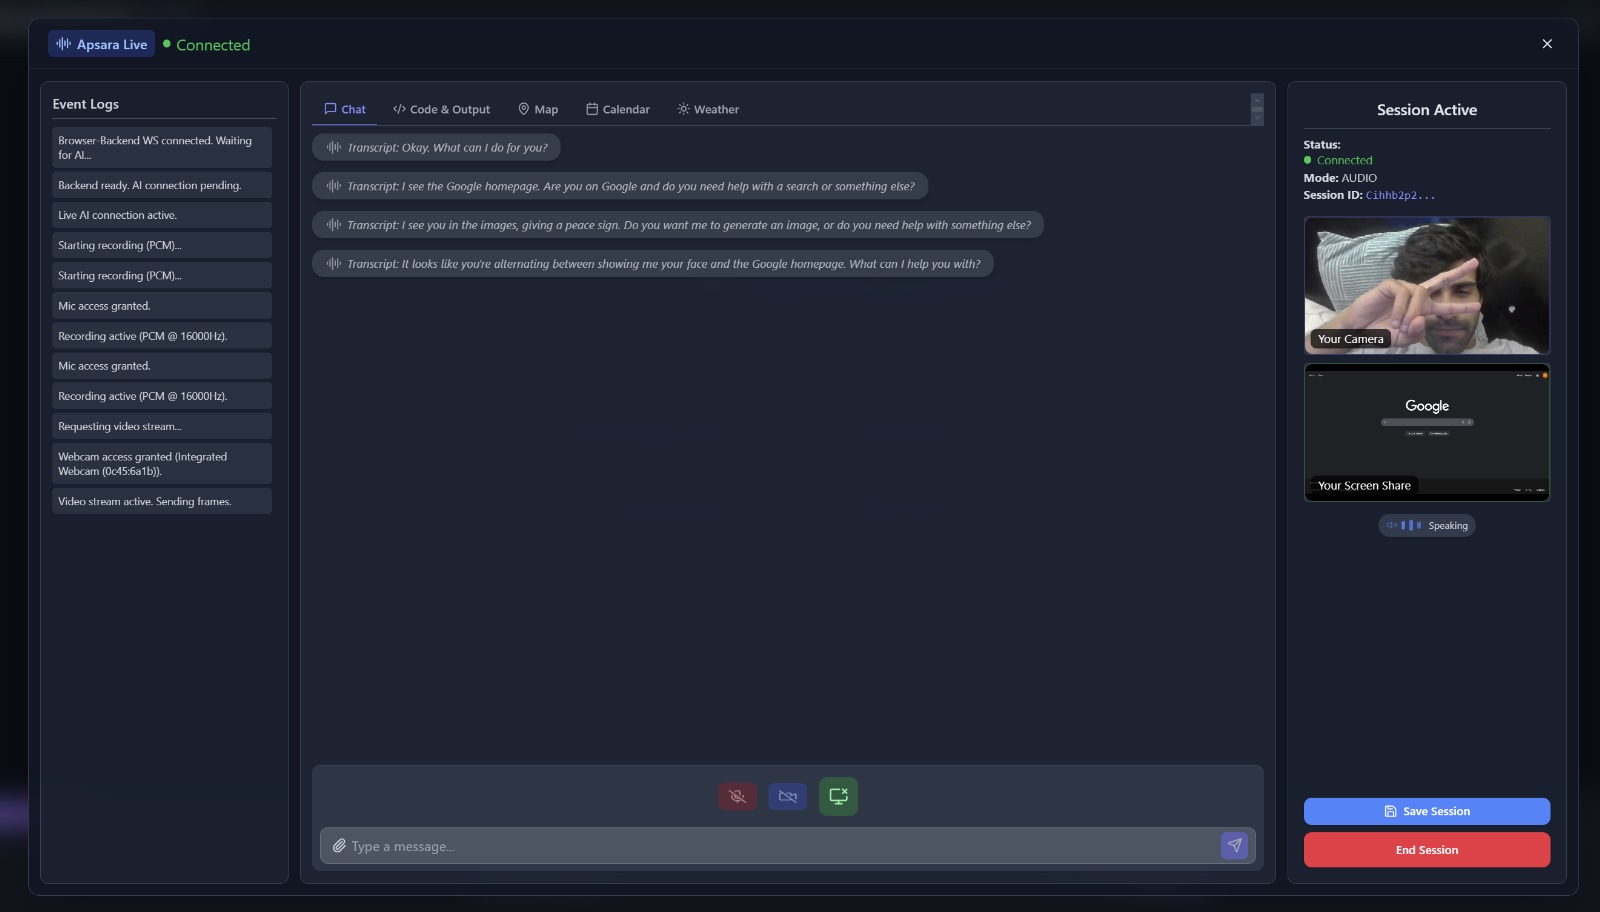 Apsara Live
Connected
Event Logs
Browser-Backend WS connected. Waiting
for AI...
Backend ready. AI connection pending.
Live AI connection active.
Starting recording (PCM)...
Starting recording (PCM)...
Mic access granted.
Recording active (PCM @ 16000Hz).
Mic access granted.
Recording active (PCM @ 16000Hz).
Requesting video stream...
Webcam access granted (Integrated
Webcam (0c45:6a1b)).
Video stream active. Sending frames.
Chat
Code & Output
Map
Calendar
Weather
Transcript: Okay. What can I do for you?
Transcript: I see the Google homepage. Are you on Google and do you need help with a search or something else?
Transcript: I see you in the images, giving a peace sign. Do you want me to generate an image, or do you need help with something else?
Transcript: It looks like you're alternating between showing me your face and the Google homepage. What can I help you with?
Type a message...
Session Active
Status:
Connected
Mode: AUDIO
Session ID: Cihhb2p2...
Your Camera
Google
Your Screen Share
Speaking
Save Session
End Session